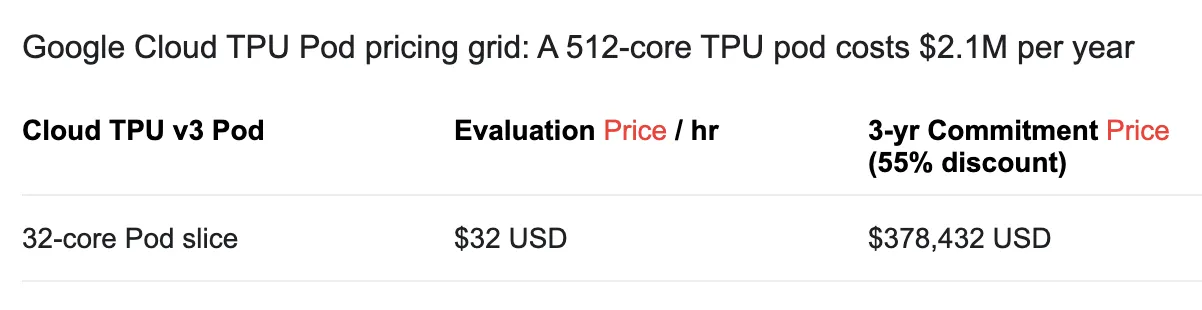 Google Cloud TPU Pod pricing grid: A 512-core TPU pod costs $2.1M per year
Cloud TPU v3 Pod
Evaluation Price / hr
3-yr Commitment Price
(55% discount)
32-core Pod slice
$32 USD
$378,432 USD